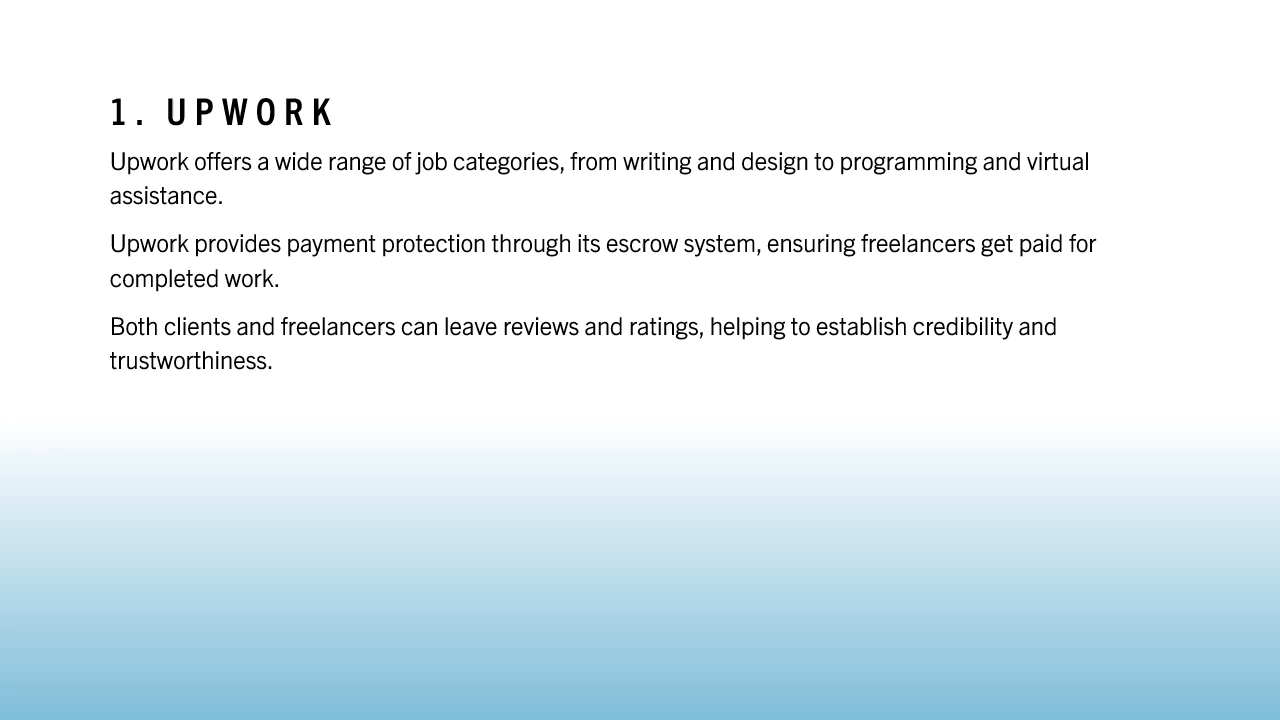 1. UPWORK
Upwork offers a wide range of job categories, from writing and design to programming and virtual
assistance.
Upwork provides payment protection through its escrow system, ensuring freelancers get paid for
completed work.
Both clients and freelancers can leave reviews and ratings, helping to establish credibility and
trustworthiness.